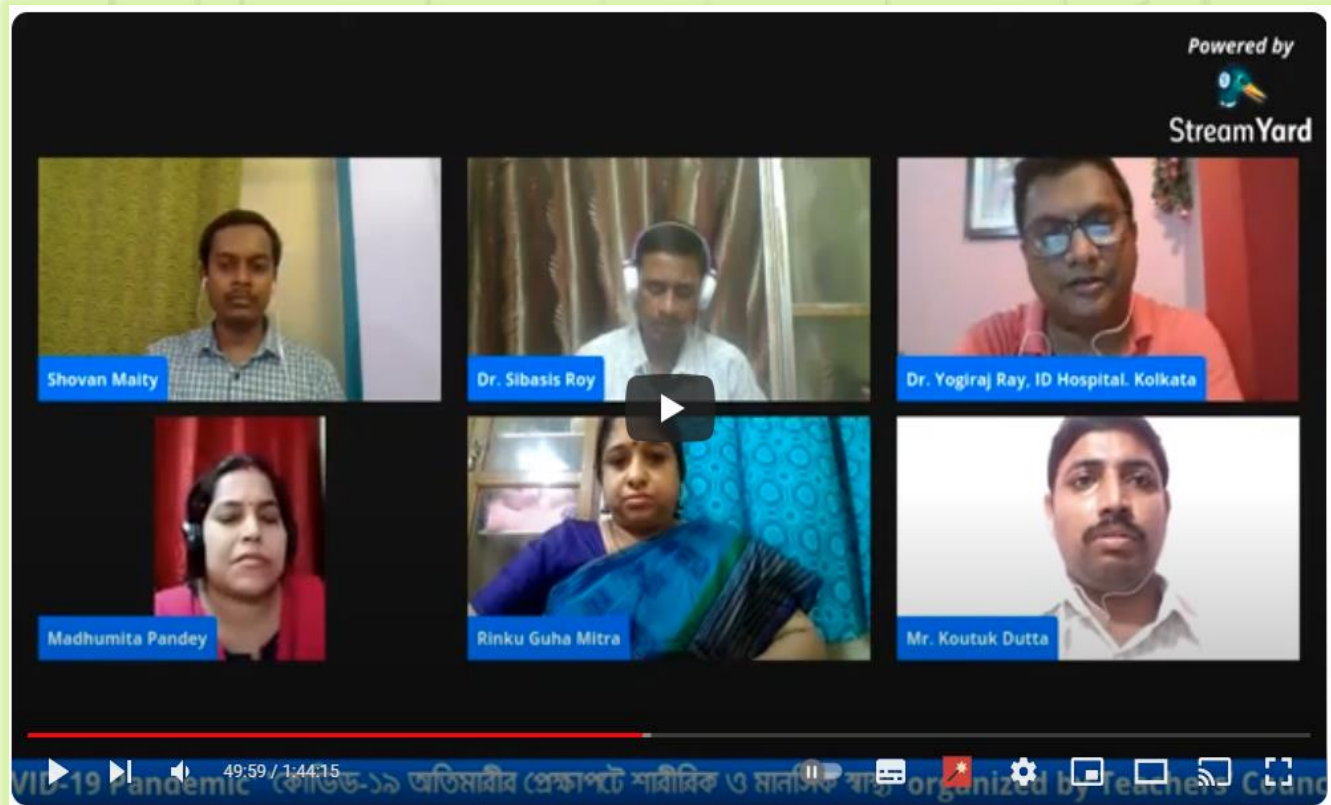 Powered by
StreamYard
Shovan Maity
Dr. Sibasis Roy
Dr. Yogiraj Ray, ID Hospital. Kolkata
Madhumita Pandey
Rinku Guha Mitra
Mr. Koutuk Dutta
49:59 / 1:44:15
VID-19 Pandemic" "কোভিড-১৯ অতিমারীর প্রেক্ষাপটে শারীরিক ও মানসিক স্বাস্থ্য" organized by Teachers' Counc